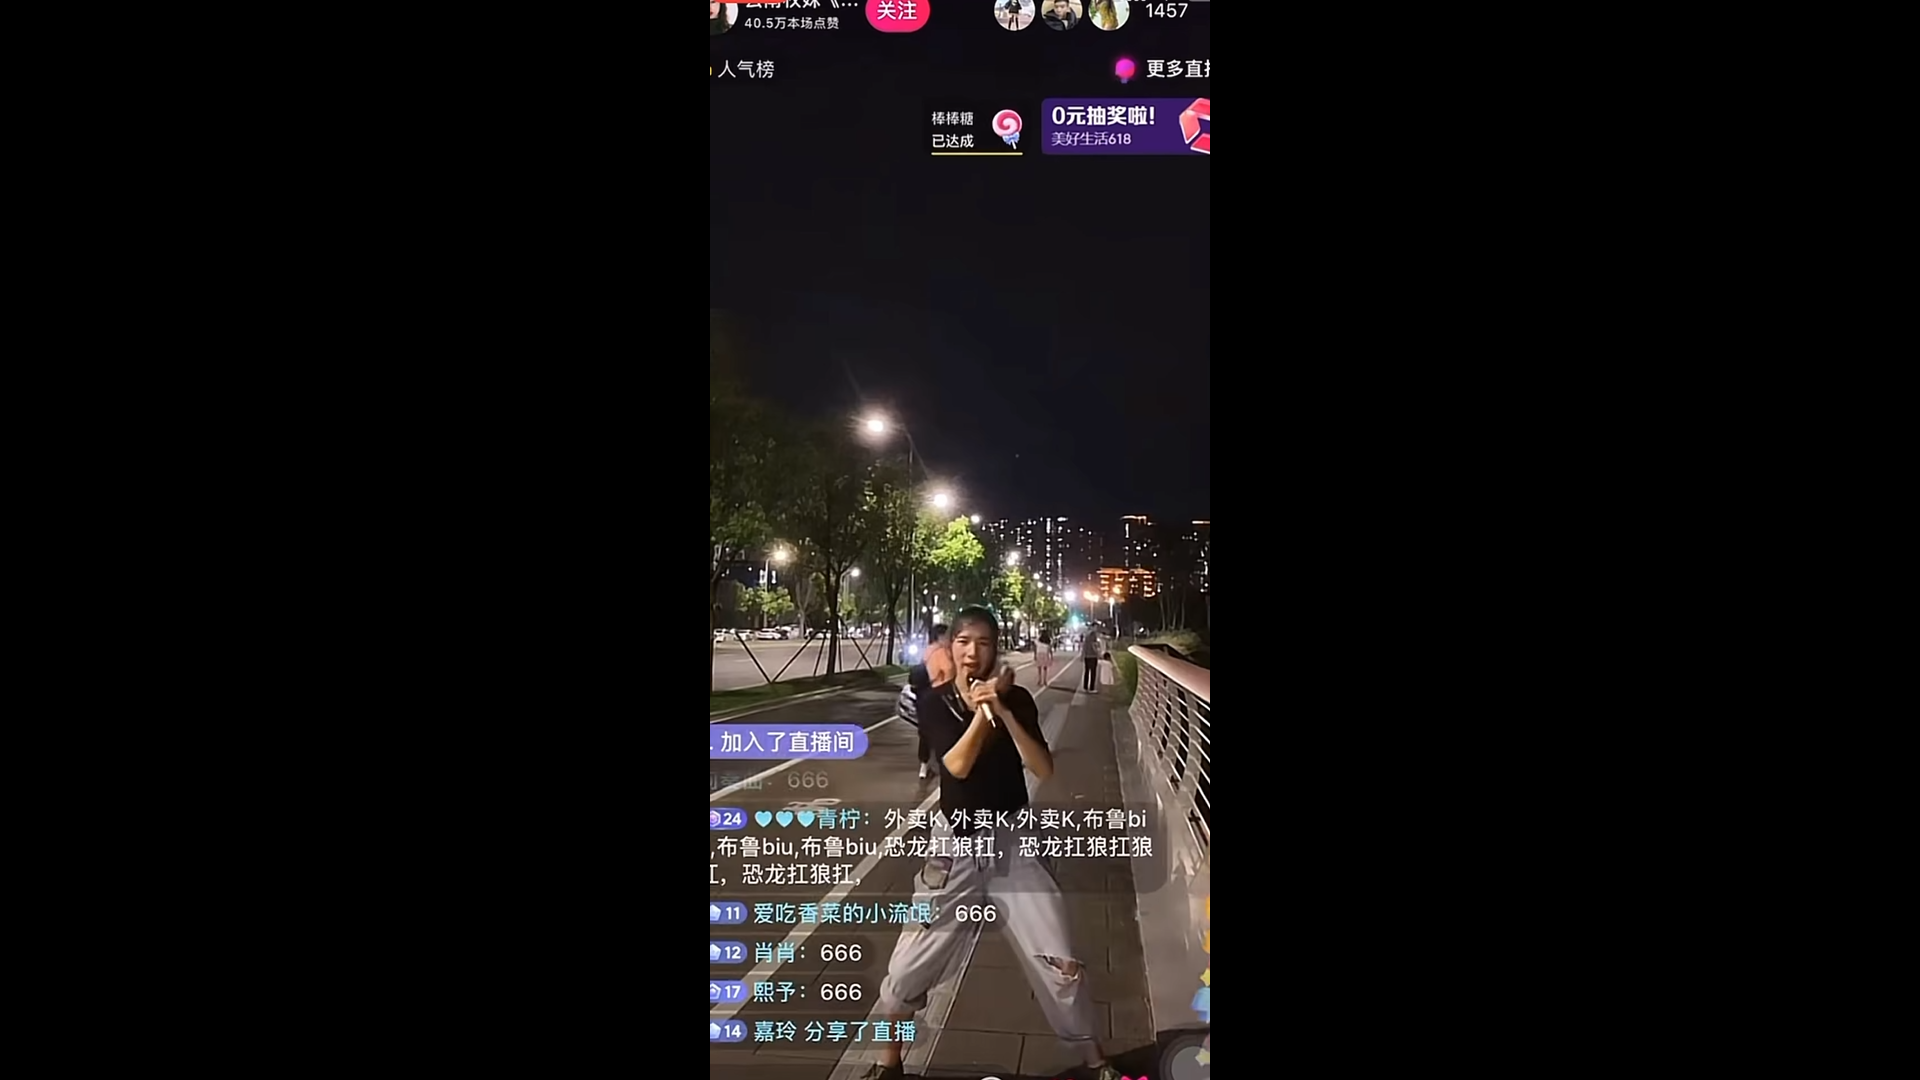 40.5万本场点赞
关注
1457
人气榜
更多直
棒棒糖
已达成
0元抽奖啦!
美好生活618
加入了直播间
666
24 青柠：外卖K,外卖K,外卖K,布鲁bi
,布鲁biu,布鲁biu,恐龙扛狼扛，恐龙扛狼扛狼
，恐龙扛狼扛，
11 爱吃香菜的小流氓：666
12 肖肖：666
17 熙予：666
14 嘉玲 分享了直播